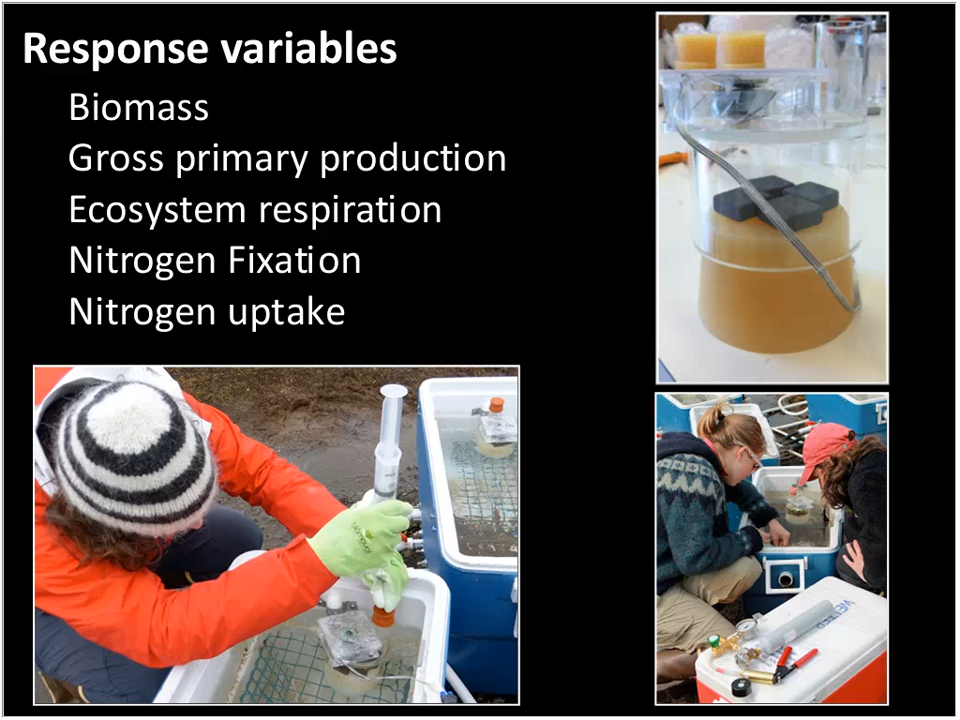 Response variables
Biomass
Gross primary production
Ecosystem respiration
Nitrogen Fixation
Nitrogen uptake